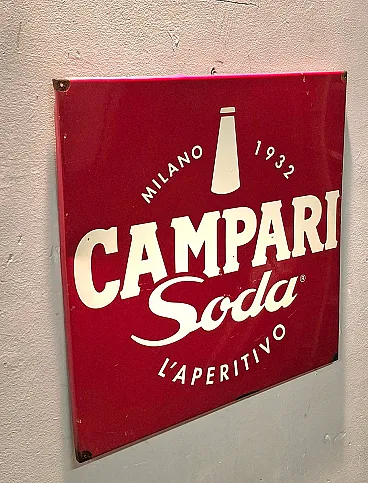 MILANO 1932
CAMPARI
Soda®
L'APERITIVO